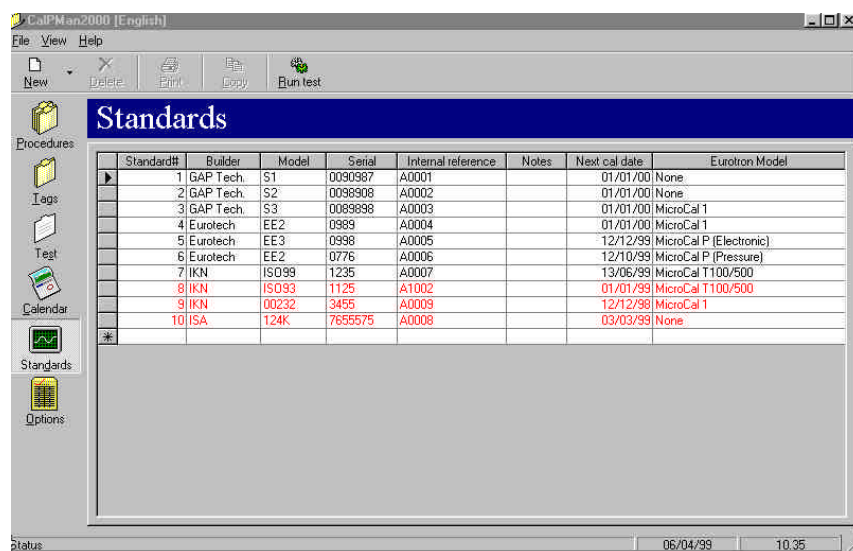 CalPMan2000 [English]
File View Help
New Delete Print Copy Run test
Standards
Procedures
Tags
Test
Calendar
Standards
Options
Standard# Builder Model Serial Internal reference Notes Next cal date Eurotron Model
1 GAP Tech. S1 0090987 A0001 01/01/00 None
2 GAP Tech. S2 0098908 A0002 01/01/00 None
3 GAP Tech. S3 0089898 A0003 01/01/00 MicroCal 1
4 Eurotech EE2 0989 A0004 01/01/00 MicroCal 1
5 Eurotech EE3 0998 A0005 12/12/99 MicroCal P (Electronic)
6 Eurotech EE2 0776 A0006 12/10/99 MicroCal P (Pressure)
7 IKN ISO99 1235 A0007 13/06/99 MicroCal T100/500
8 IKN ISO93 1125 A1002 01/01/99 MicroCal T100/500
9 IKN 00232 3455 A0009 12/12/98 MicroCal 1
10 ISA 124K 7655575 A0008 03/03/99 None
Status 06/04/99 10.35